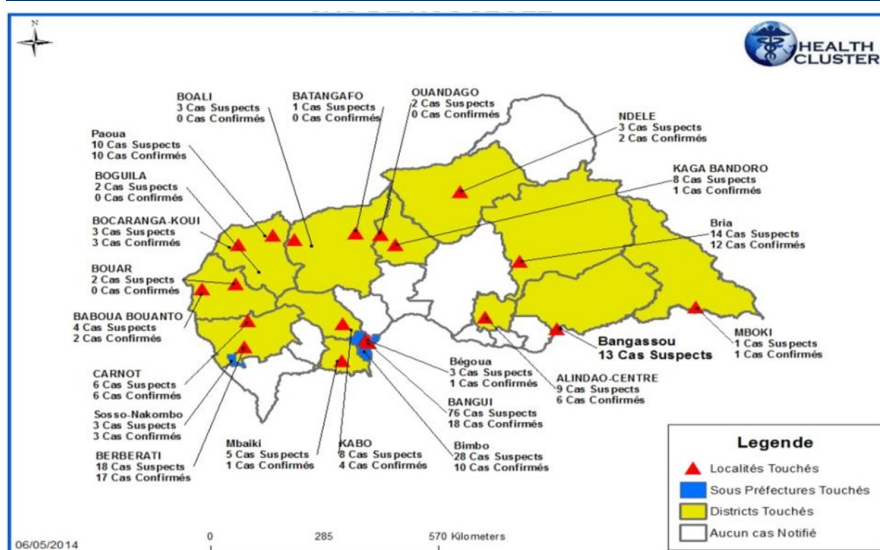 N
HEALTH
CLUSTER
BOALI
3 Cas Suspects
0 Cas Confirmés
BATANGAFO
1 Cas Suspects
0 Cas Confirmés
OUANDAGO
2 Cas Suspects
0 Cas Confirmés
NDELE
3 Cas Suspects
2 Cas Confirmés
Paoua
10 Cas Suspects
10 Cas Confirmés
KAGA BANDORO
8 Cas Suspects
1 Cas Confirmés
BOGUILA
2 Cas Suspects
0 Cas Confirmés
BOCARANGA-KOUI
3 Cas Suspects
3 Cas Confirmés
Bria
14 Cas Suspects
12 Cas Confirmés
BOUAR
2 Cas Suspects
0 Cas Confirmés
BABOUA BOUANTO
4 Cas Suspects
2 Cas Confirmés
MBOKI
1 Cas Suspects
1 Cas Confirmés
Bangassou
13 Cas Suspects
Bégoua
3 Cas Suspects
1 Cas Confirmés
ALINDAO-CENTRE
9 Cas Suspects
6 Cas Confirmés
CARNOT
6 Cas Suspects
6 Cas Confirmés
BANGUI
76 Cas Suspects
18 Cas Confirmés
Sosso-Nakombo
3 Cas Suspects
3 Cas Confirmés
Mbaiki
5 Cas Suspects
1 Cas Confirmés
KABO
8 Cas Suspects
4 Cas Confirmés
Bimbo
28 Cas Suspects
10 Cas Confirmés
BERBERATI
18 Cas Suspects
17 Cas Confirmés
Legende
Localités Touchés
Sous Préfectures Touchés
Districts Touchés
Aucun cas Notifié
06/05/2014
0 285 570 Kilometers